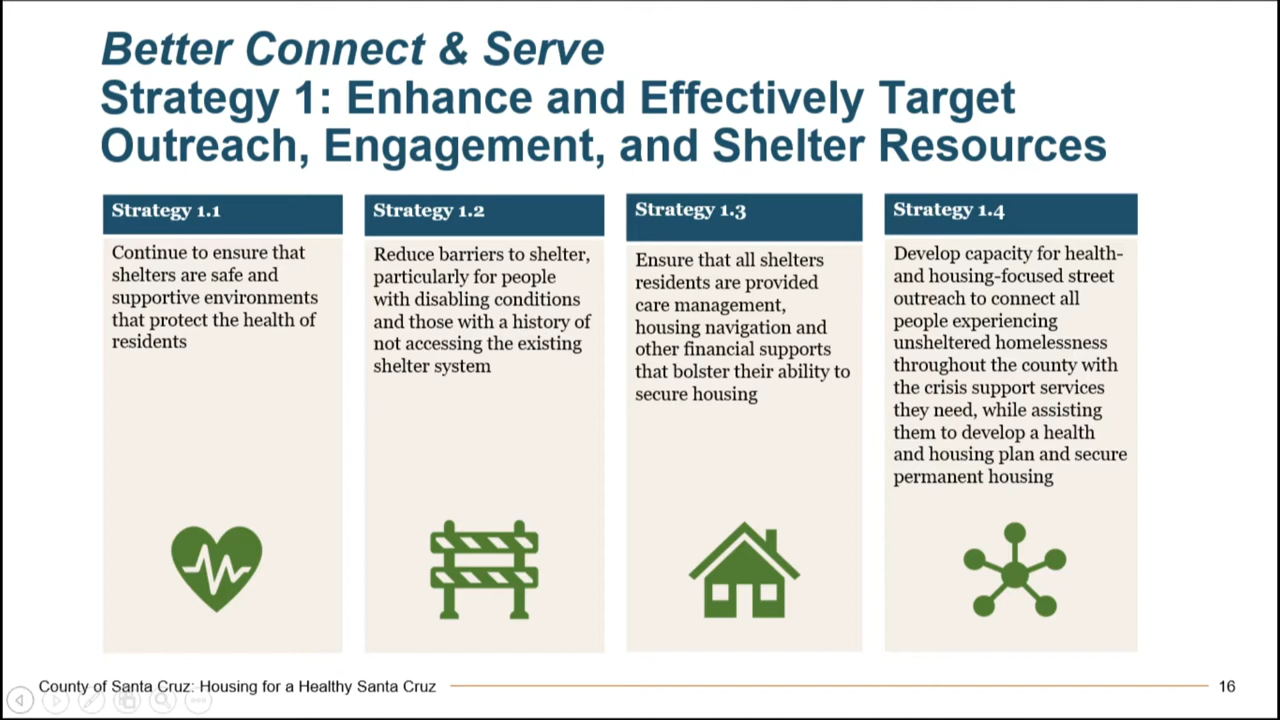 Better Connect & Serve
Strategy 1: Enhance and Effectively Target
Outreach, Engagement, and Shelter Resources
Strategy 1.1
Continue to ensure that
shelters are safe and
supportive environments
that protect the health of
residents
Strategy 1.2
Reduce barriers to shelter,
particularly for people
with disabling conditions
and those with a history of
not accessing the existing
shelter system
Strategy 1.3
Ensure that all shelters
residents are provided
care management,
housing navigation and
other financial supports
that bolster their ability to
secure housing
Strategy 1.4
Develop capacity for health-
and housing-focused street
outreach to connect all
people experiencing
unsheltered homelessness
throughout the county with
the crisis support services
they need, while assisting
them to develop a health
and housing plan and secure
permanent housing
County of Santa Cruz: Housing for a Healthy Santa Cruz
16